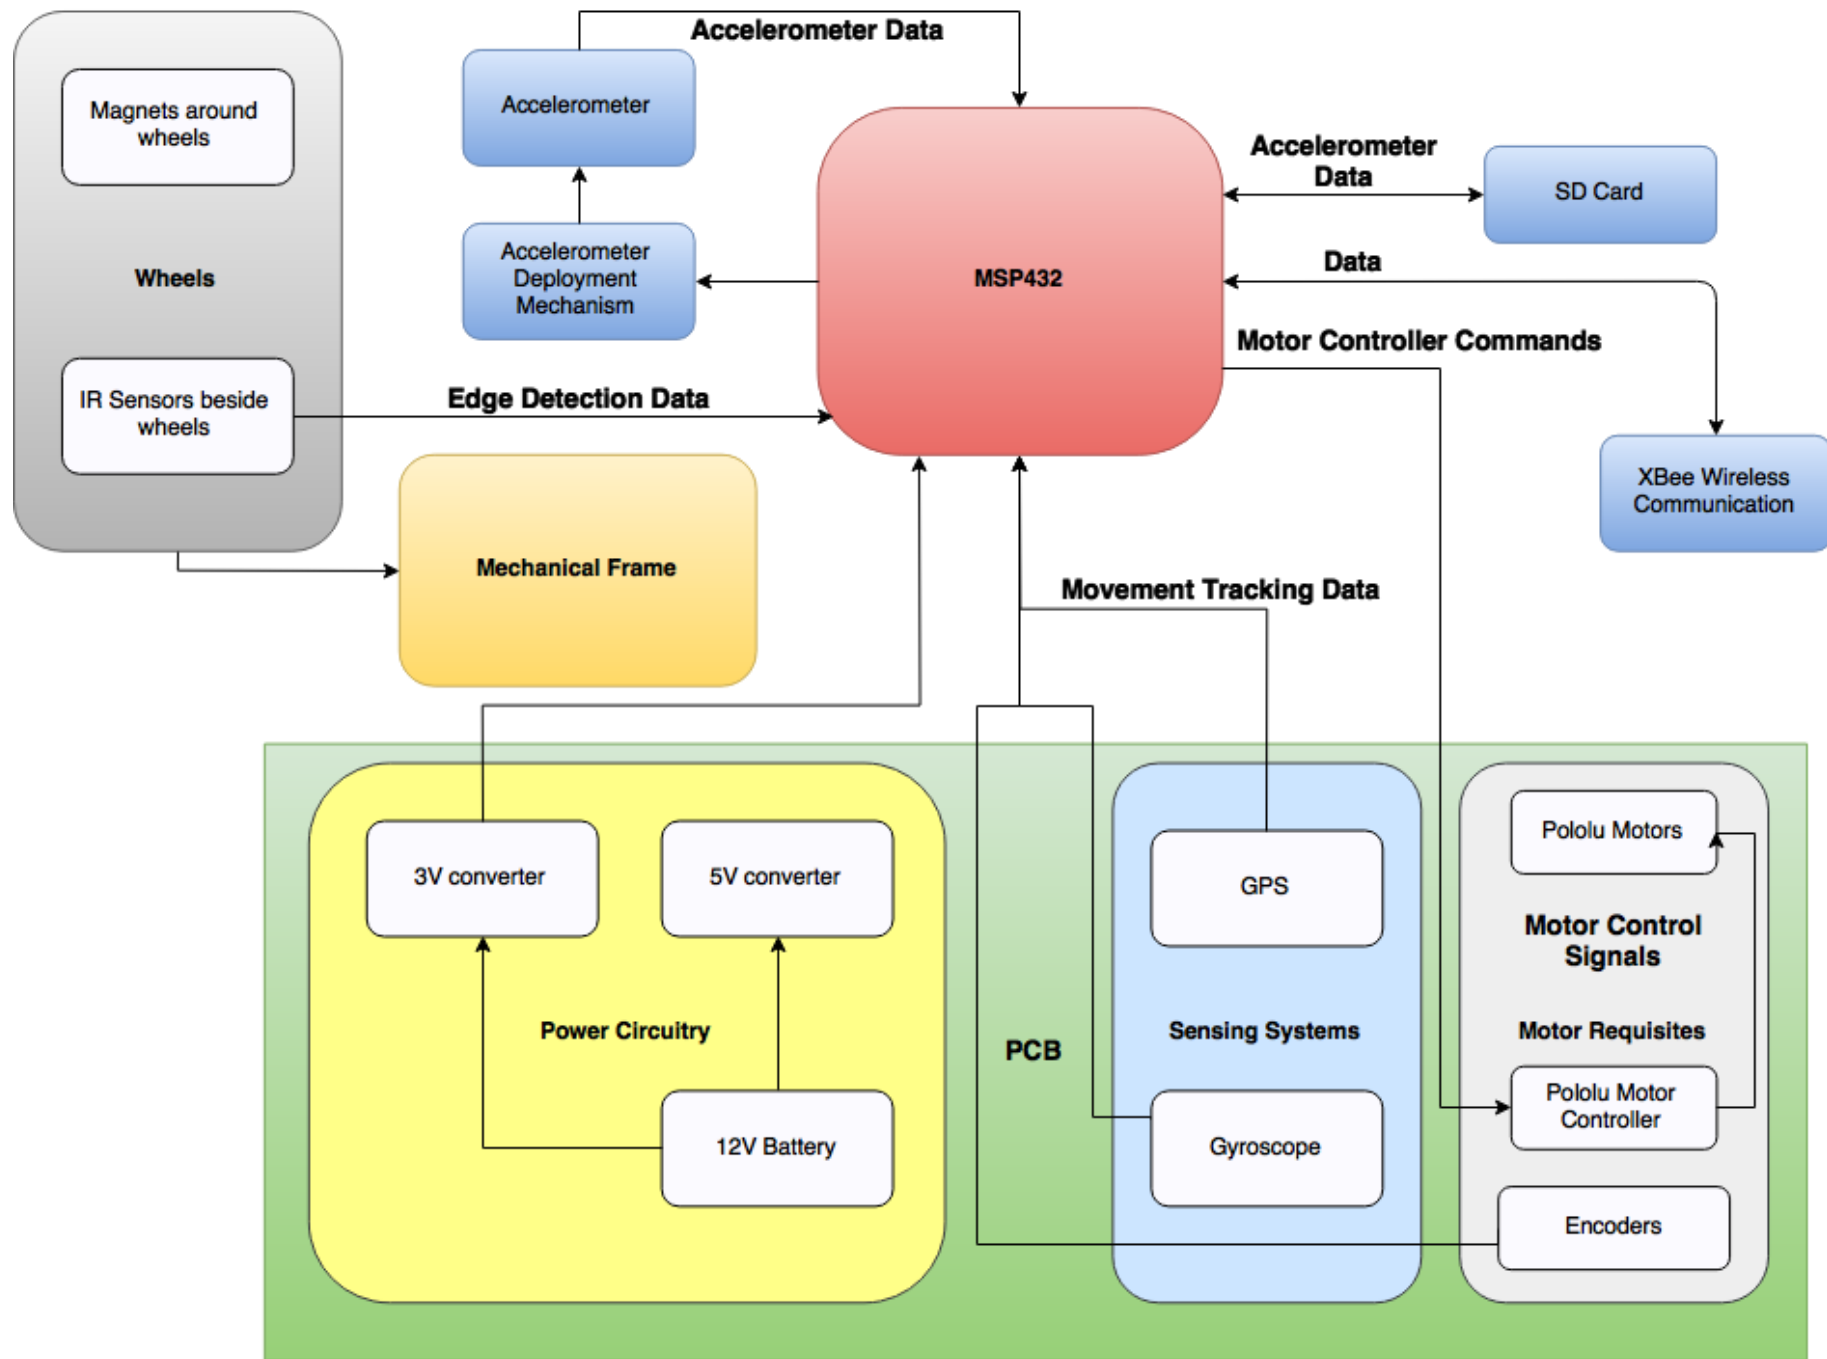 Accelerometer Data
Magnets around
wheels
Accelerometer
Accelerometer
Data
SD Card
Wheels
Accelerometer
Deployment
Mechanism
MSP432
Data
Motor Controller Commands
IR Sensors beside
wheels
Edge Detection Data
XBee Wireless
Communication
Mechanical Frame
Movement Tracking Data
3V converter
5V converter
GPS
Pololu Motors
Motor Control
Signals
Power Circuitry
PCB
Sensing Systems
Motor Requisites
12V Battery
Gyroscope
Pololu Motor
Controller
Encoders